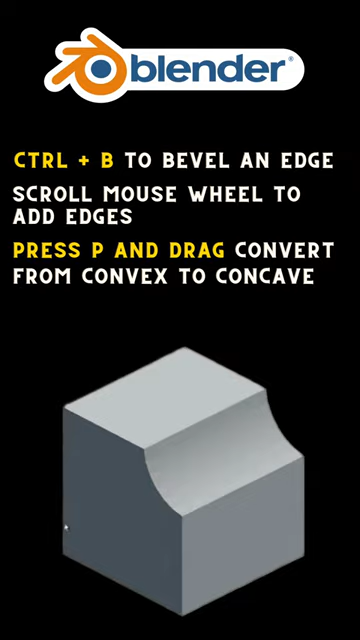 blender®
CTRL + B TO BEVEL AN EDGE
SCROLL MOUSE WHEEL TO
ADD EDGES
PRESS P AND DRAG CONVERT
FROM CONVEX TO CONCAVE